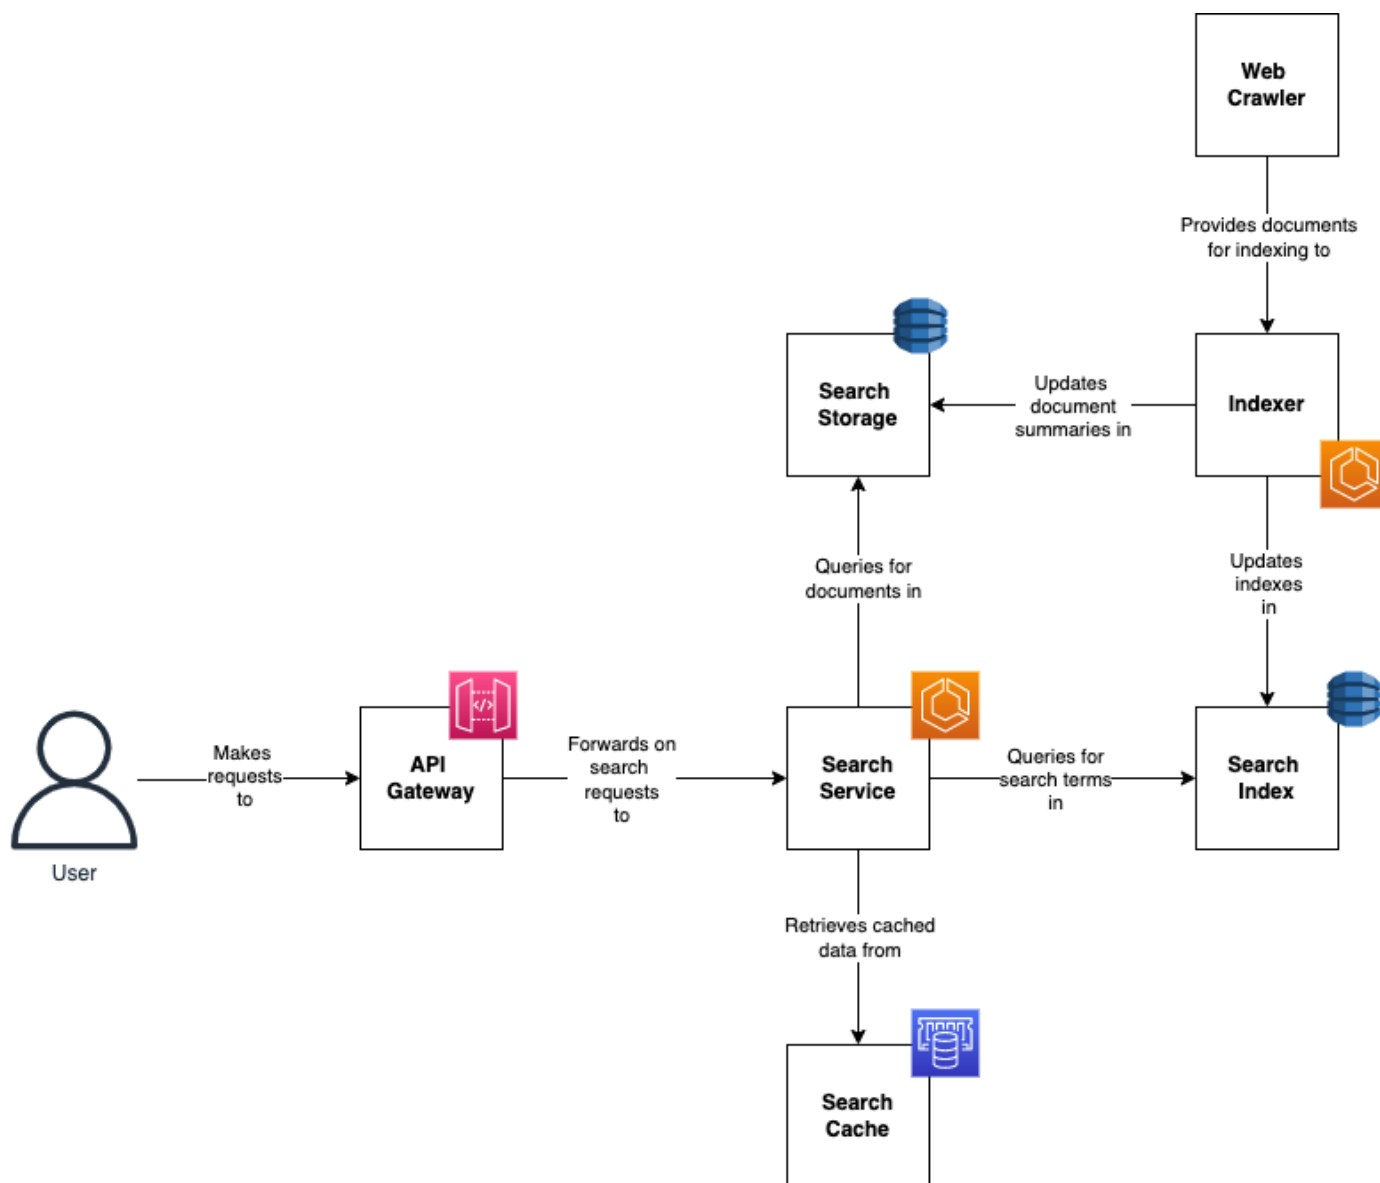 Web
Crawler
Provides documents
for indexing to
Search
Storage
Updates
document
summaries in
Indexer
Queries for
documents in
Updates
indexes
in
User
Makes
requests
to
API
Gateway
</>
Forwards on
search
requests
to
Search
Service
Queries for
search terms
in
Search
Index
Retrieves cached
data from
Search
Cache